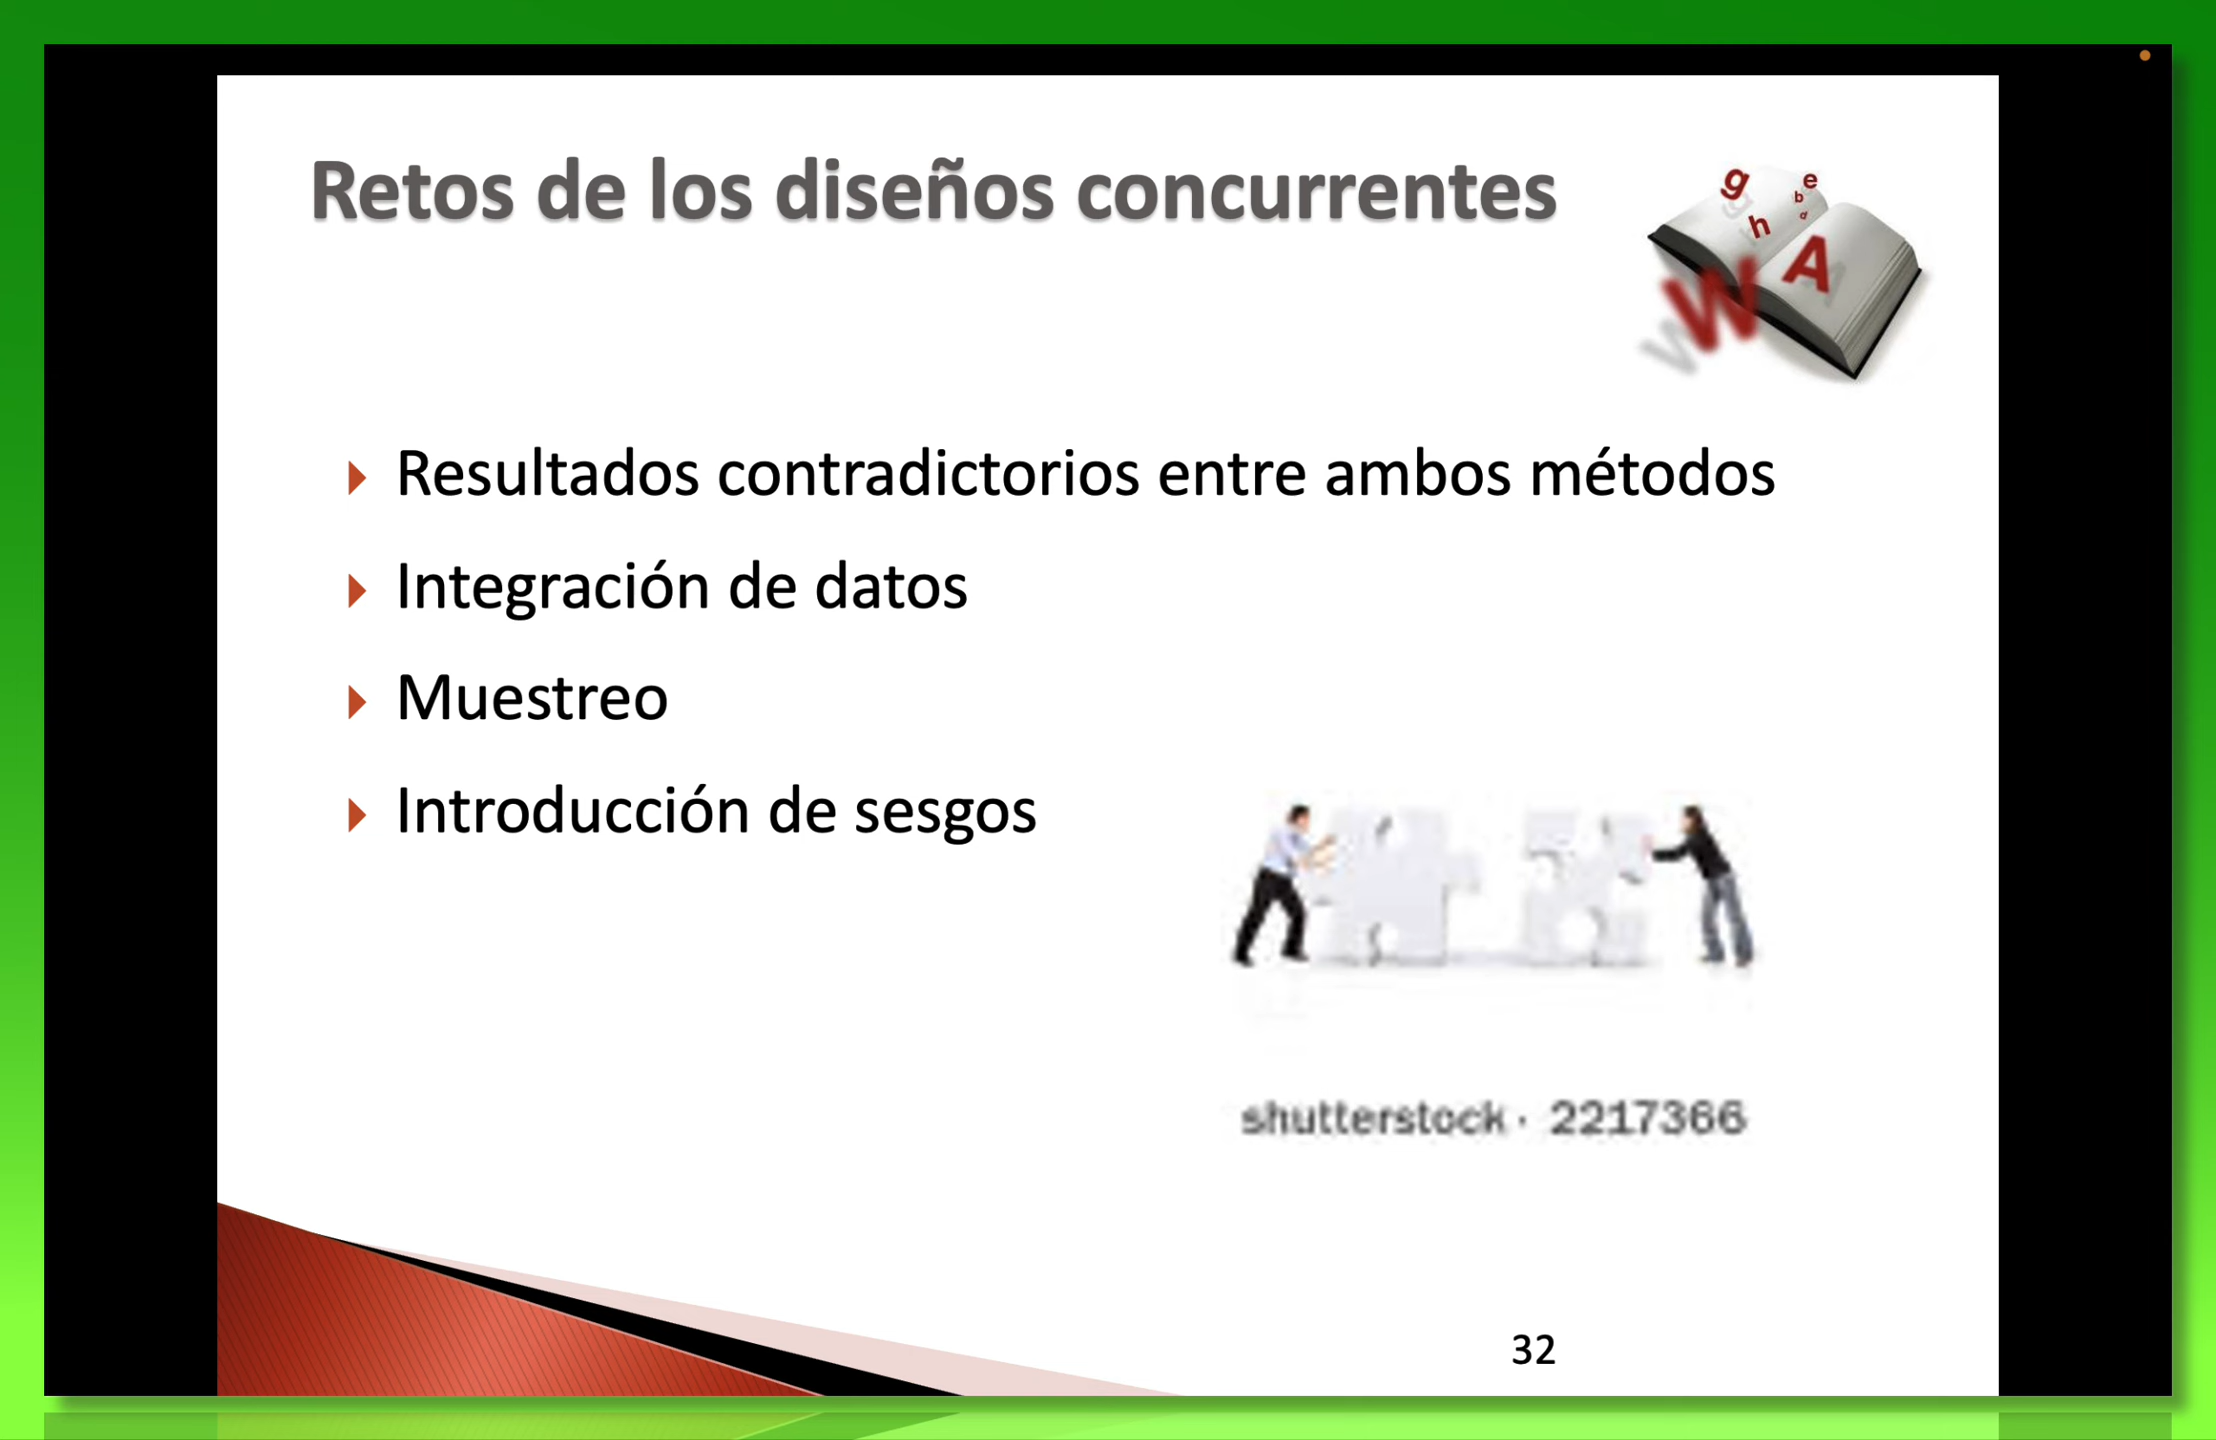 Retos de los diseños concurrentes
g
e
b
h
d
A
W
Resultados contradictorios entre ambos métodos
Integración de datos
Muestreo
Introducción de sesgos
shutterstock · 2217366
32